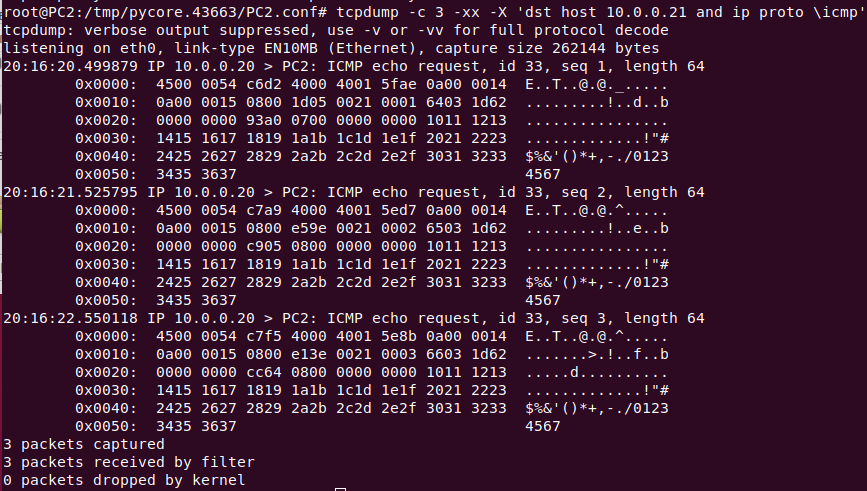 root@PC2:/tmp/pycore.43663/PC2.conf# tcpdump -c 3 -xx -X 'dst host 10.0.0.21 and ip proto \icmp'
tcpdump: verbose output suppressed, use -v or -vv for full protocol decode
listening on eth0, link-type EN10MB (Ethernet), capture size 262144 bytes
20:16:20.499879 IP 10.0.0.20 > PC2: ICMP echo request, id 33, seq 1, length 64
        0x0000:  4500 0054 c6d2 4000 4001 5fae 0a00 0014  E..T..@.@._.....
        0x0010:  0a00 0015 0800 1d05 0021 0001 6403 1d62  .........!..d..b
        0x0020:  0000 0000 93a0 0700 0000 0000 1011 1213  ................
        0x0030:  1415 1617 1819 1a1b 1c1d 1e1f 2021 2223  .............!"#
        0x0040:  2425 2627 2829 2a2b 2c2d 2e2f 3031 3233  $%&'()*+,-./0123
        0x0050:  3435 3637                                4567
20:16:21.525795 IP 10.0.0.20 > PC2: ICMP echo request, id 33, seq 2, length 64
        0x0000:  4500 0054 c7a9 4000 4001 5ed7 0a00 0014  E..T..@.@.^.....
        0x0010:  0a00 0015 0800 e59e 0021 0002 6503 1d62  .........!..e..b
        0x0020:  0000 0000 c905 0800 0000 0000 1011 1213  ................
        0x0030:  1415 1617 1819 1a1b 1c1d 1e1f 2021 2223  .............!"#
        0x0040:  2425 2627 2829 2a2b 2c2d 2e2f 3031 3233  $%&'()*+,-./0123
        0x0050:  3435 3637                                4567
20:16:22.550118 IP 10.0.0.20 > PC2: ICMP echo request, id 33, seq 3, length 64
        0x0000:  4500 0054 c7f5 4000 4001 5e8b 0a00 0014  E..T..@.@.^.....
        0x0010:  0a00 0015 0800 e13e 0021 0003 6603 1d62  .......>.!..f..b
        0x0020:  0000 0000 cc64 0800 0000 0000 1011 1213  .....d..........
        0x0030:  1415 1617 1819 1a1b 1c1d 1e1f 2021 2223  .............!"#
        0x0040:  2425 2627 2829 2a2b 2c2d 2e2f 3031 3233  $%&'()*+,-./0123
        0x0050:  3435 3637                                4567
3 packets captured
3 packets received by filter
0 packets dropped by kernel